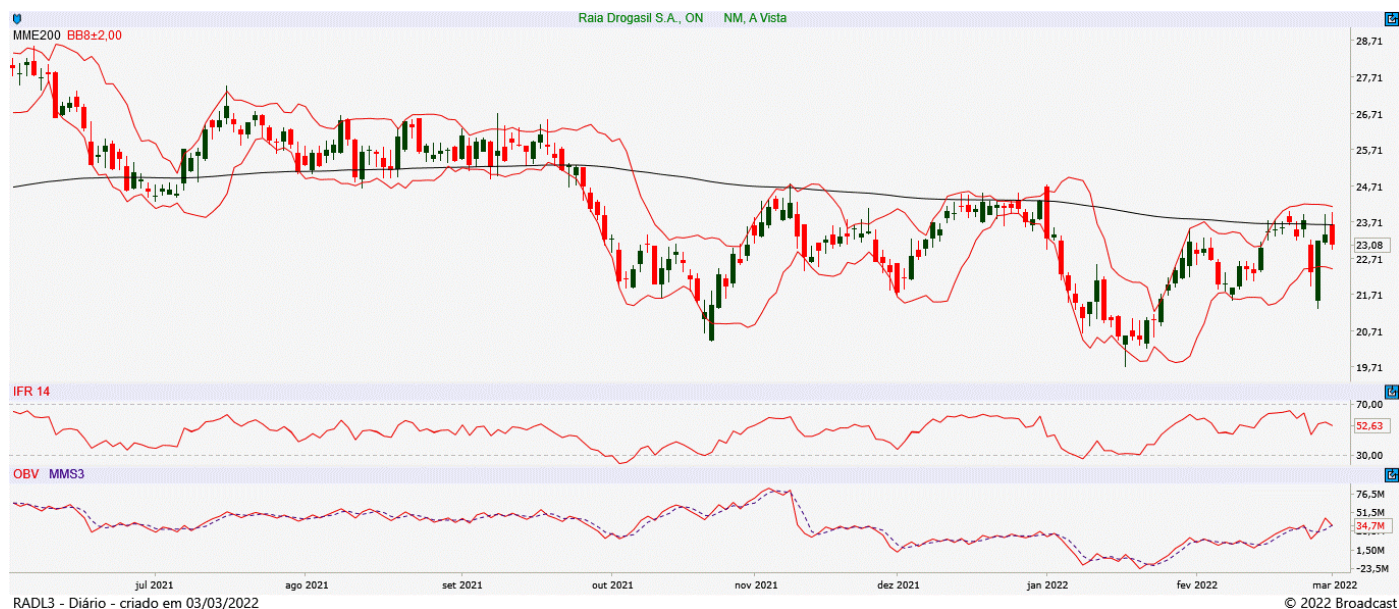 Raia Drogasil S.A., ON NM, A Vista
MME200 BB8±2,00
28,71
27,71
26,71
25,71
24,71
23,71
23,08
22,71
21,71
20,71
19,71
IFR 14
70,00
52,63
30,00
OBV MMS3
76,5M
51,5M
34,7M
1,50M
-23,5M
jul 2021 ago 2021 set 2021 out 2021 nov 2021 dez 2021 jan 2022 fev 2022 mar 2022
RADL3 - Diário - criado em 03/03/2022 © 2022 Broadcast